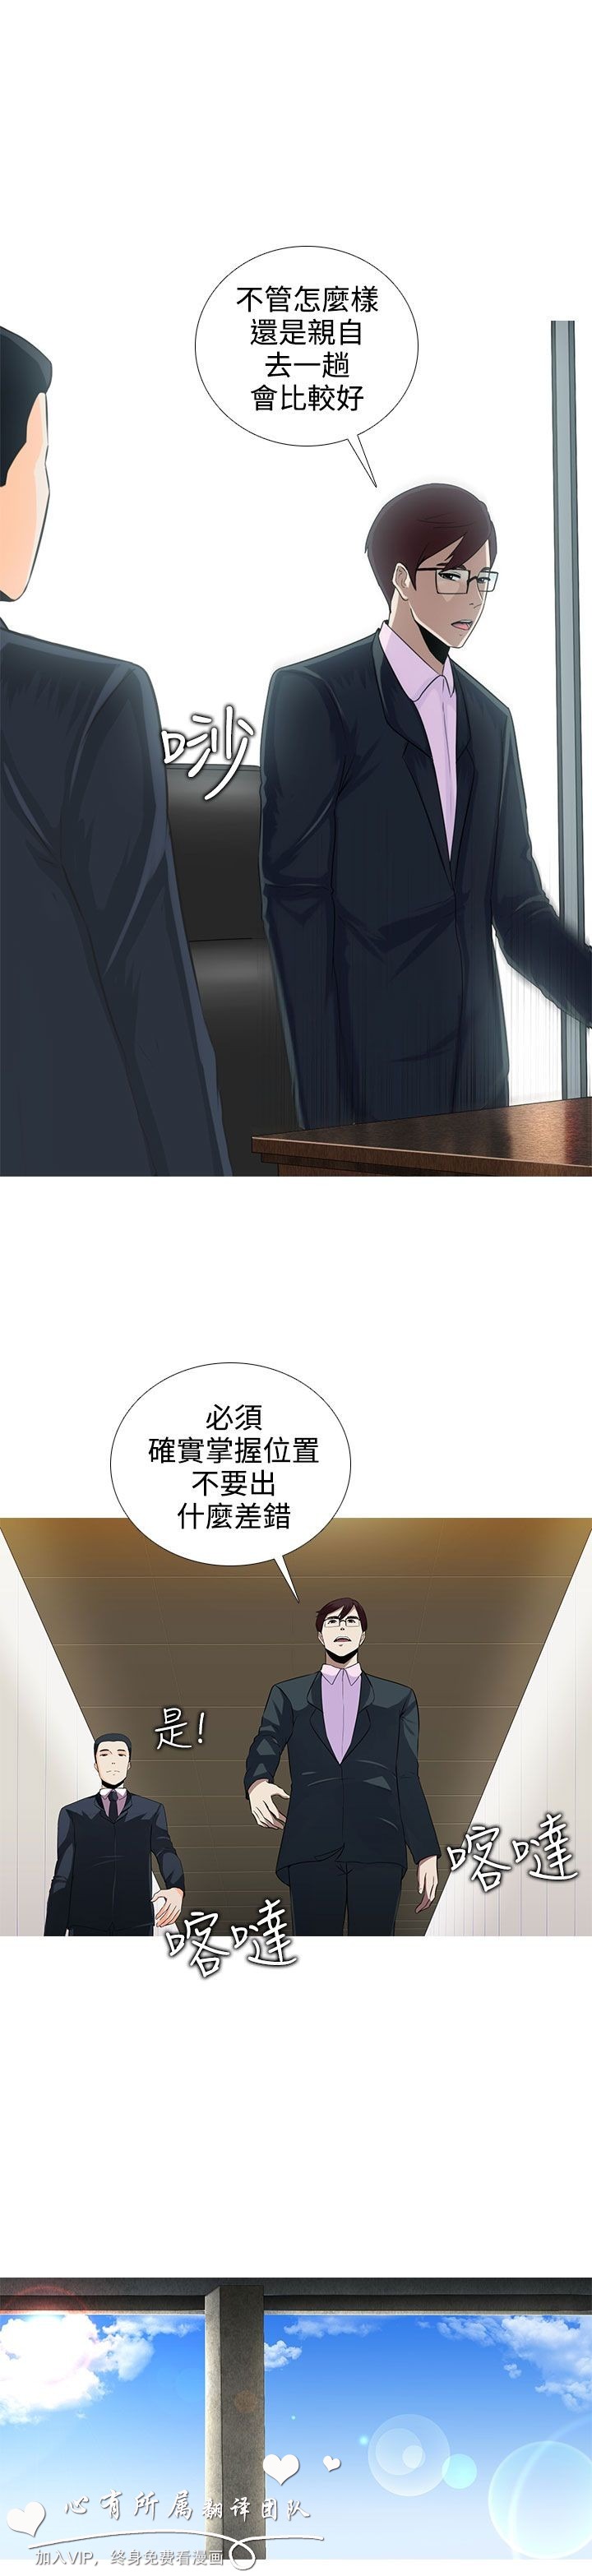 不管怎麼樣
還是親自
去一趟
會比較好
唦
必須
確實掌握位置
不要出
什麼差錯
是!
喀噠
喀噠
心有所属翻译团队
加入VIP，终身免费看漫画